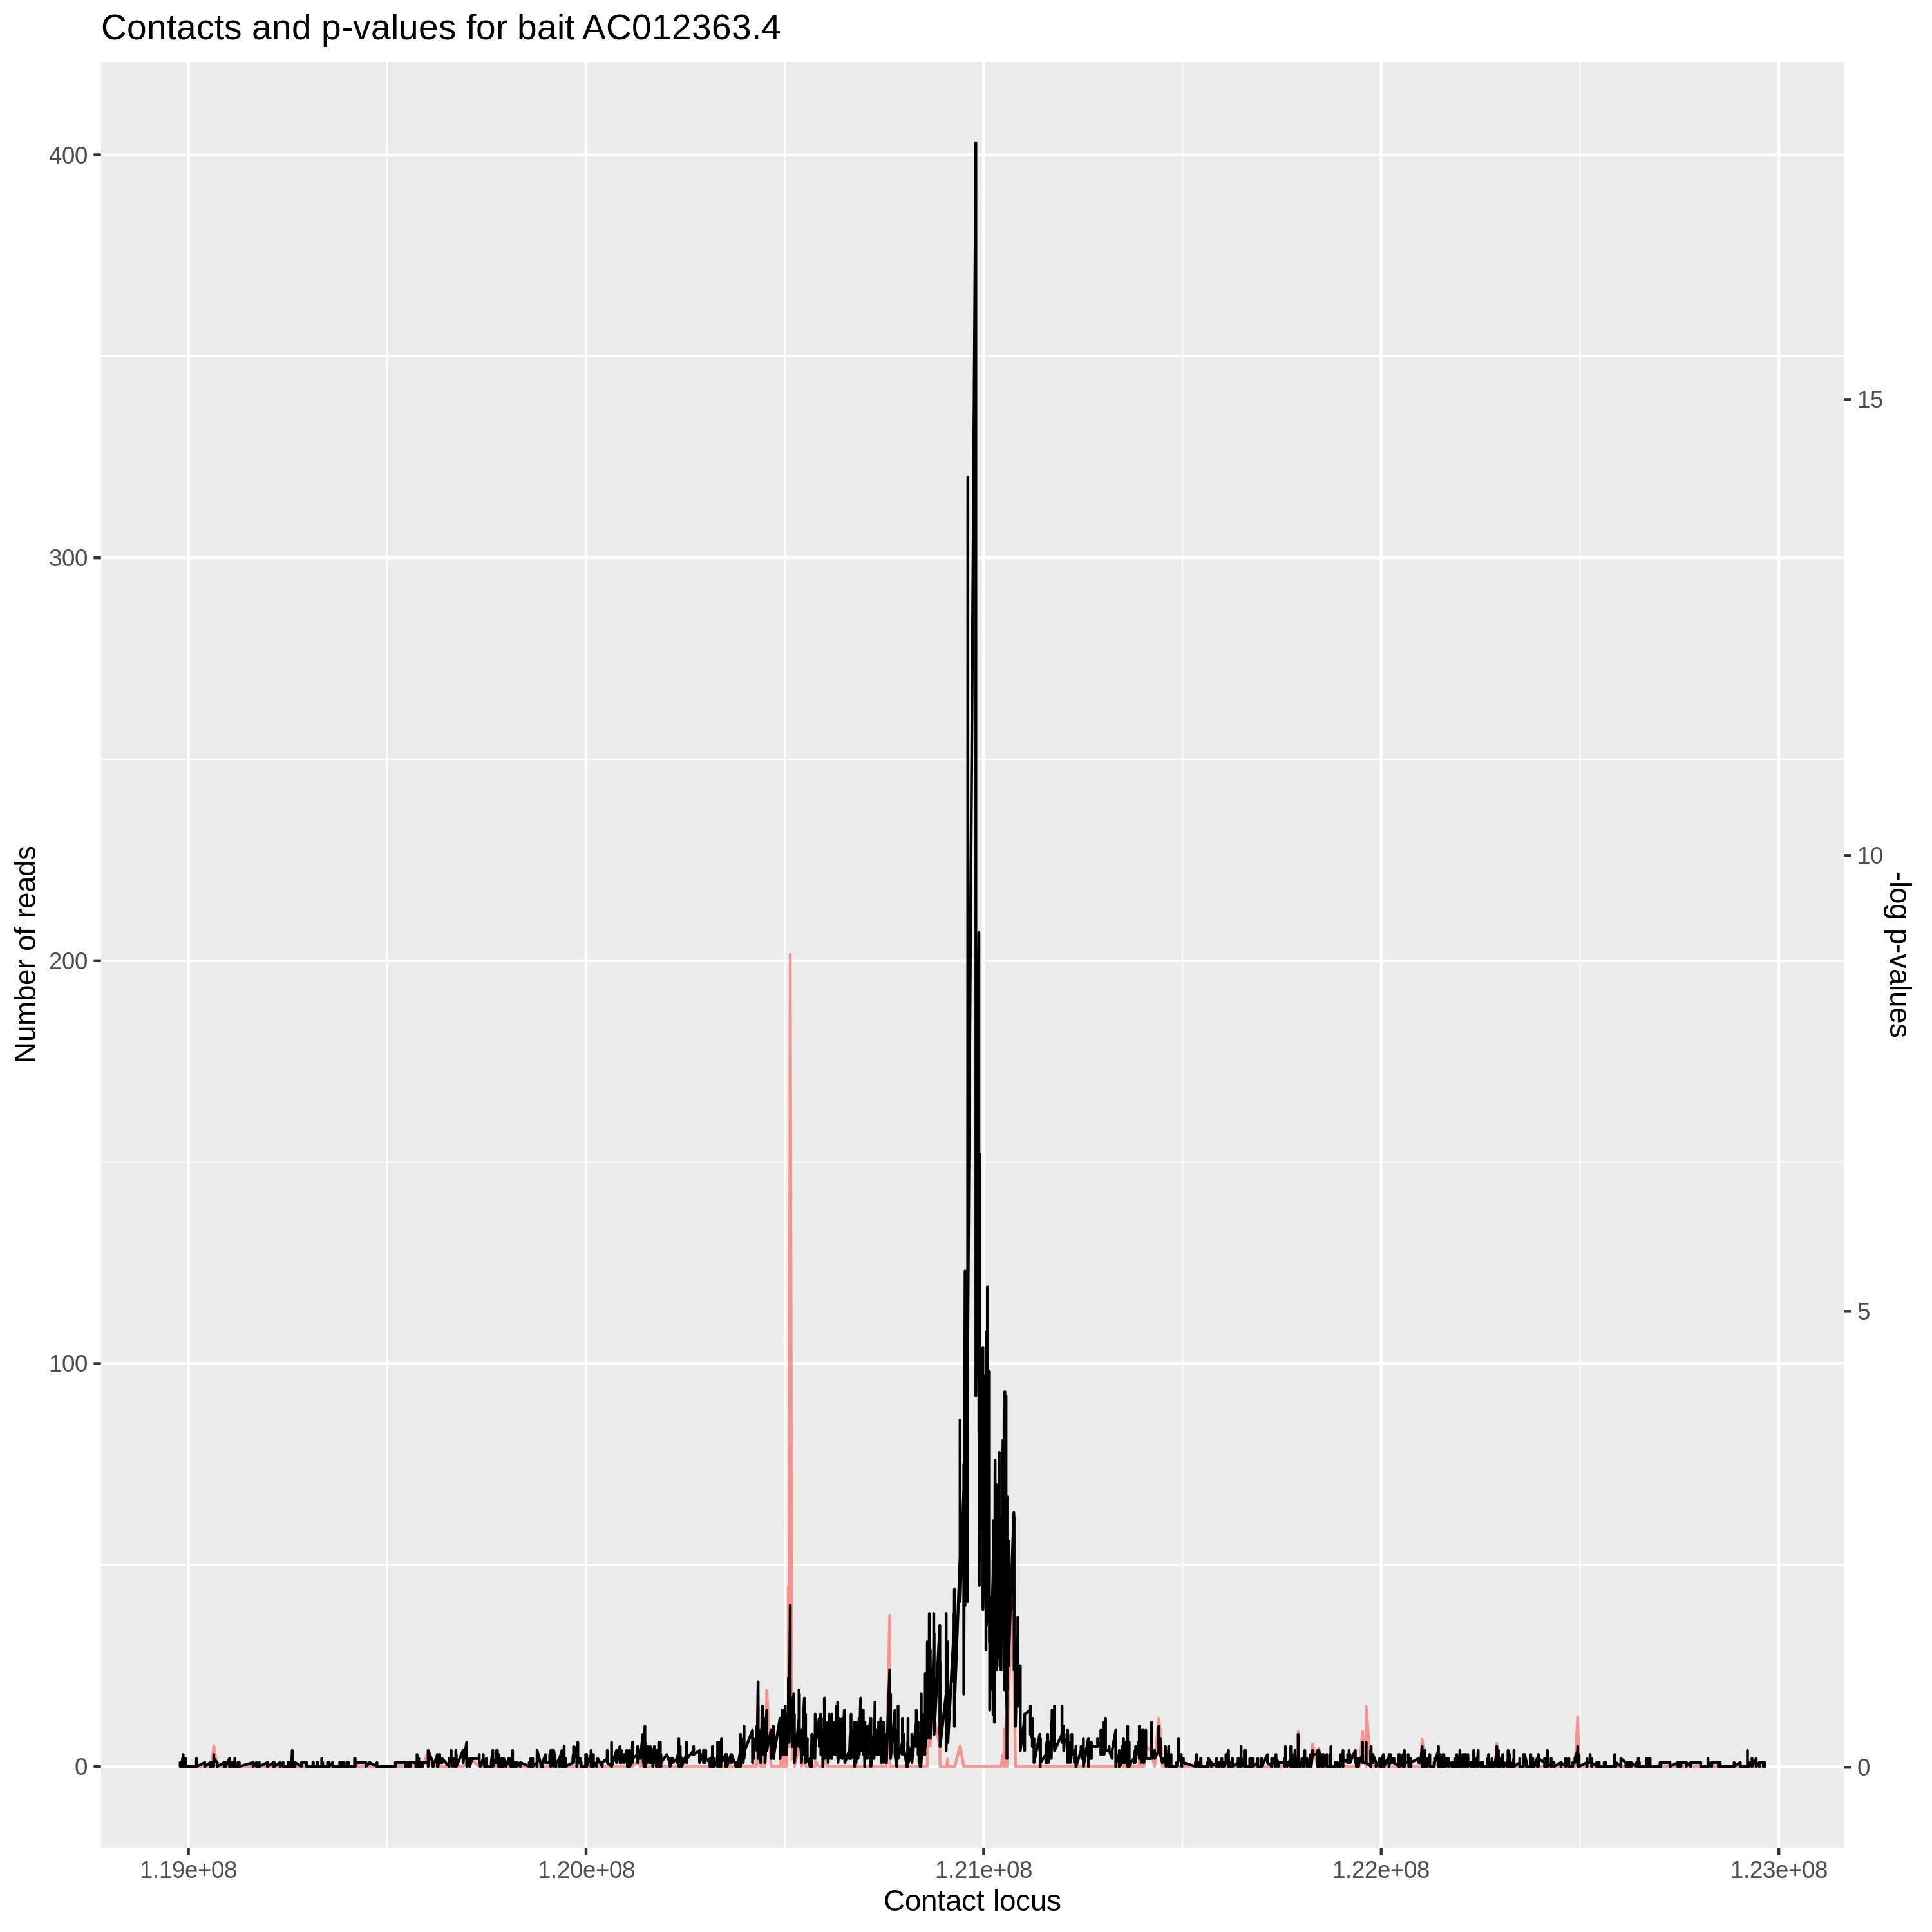 Contacts and p-values for bait AC012363.4
400
300
200
100
0
Number of reads
15
10
5
0
-log p-values
1.19e+08
1.20e+08
1.21e+08
1.22e+08
1.23e+08
Contact locus